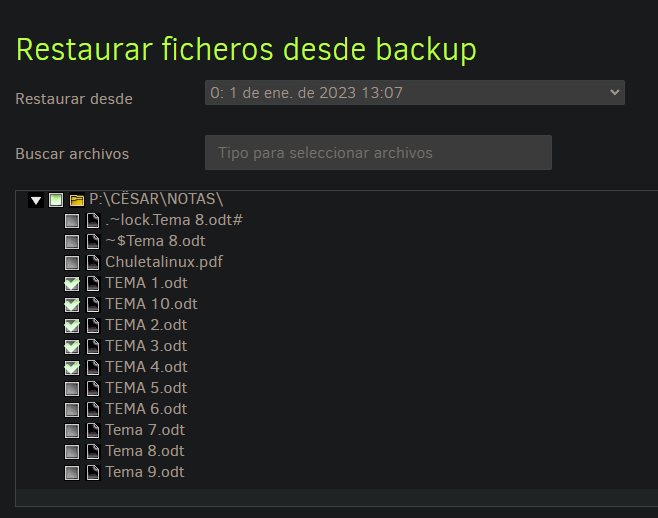 Restaurar ficheros desde backup
Restaurar desde
0: 1 de ene. de 2023 13:07
Buscar archivos
Tipo para seleccionar archivos
P:\CËSAR\NOTAS\
.~lock.Tema 8.odt#
~$Tema 8.odt
Chuletalinux.pdf
TEMA 1.odt
TEMA 10.odt
TEMA 2.odt
TEMA 3.odt
TEMA 4.odt
TEMA 5.odt
TEMA 6.odt
Tema 7.odt
Tema 8.odt
Tema 9.odt